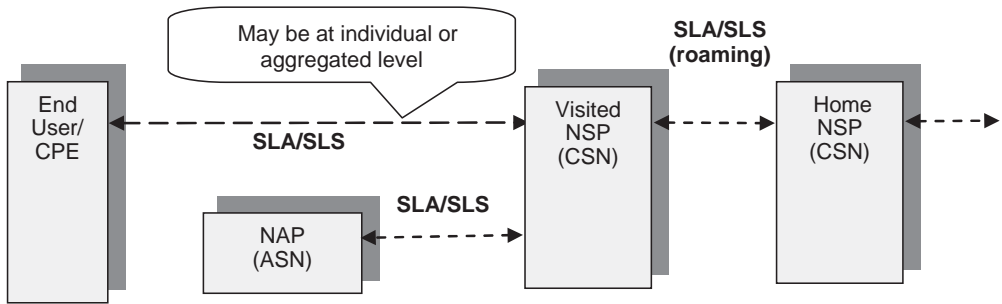 May be at individual or
aggregated level
SLA/SLS
(roaming)
End
User/
CPE
SLA/SLS
Visited
NSP
(CSN)
Home
NSP
(CSN)
SLA/SLS
NAP
(ASN)